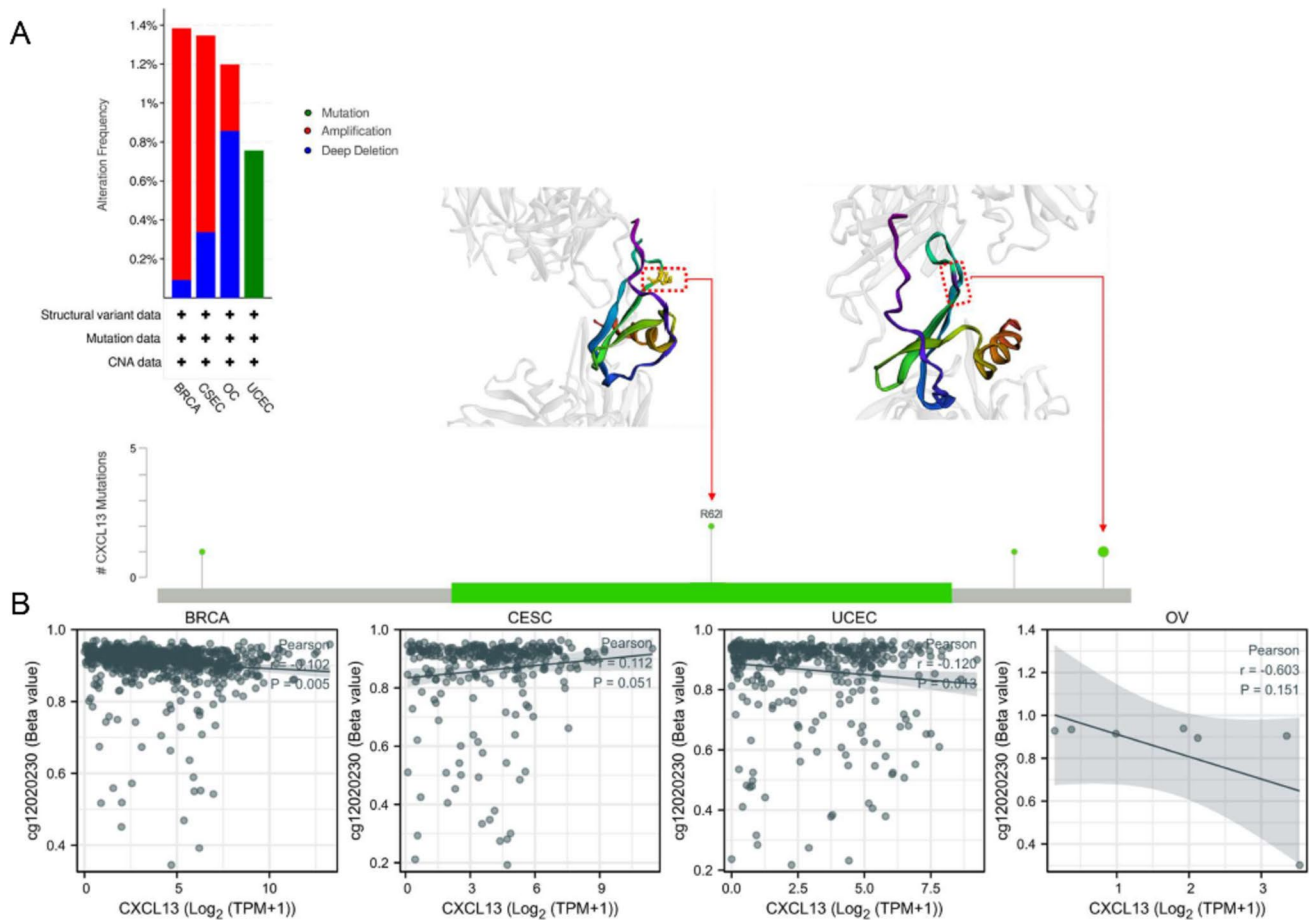 A
1.4%
1.2%
1%
0.8%
0.6%
0.4%
0.2%
Alteration Frequency
Mutation
Amplification
Deep Deletion
Structural variant data + + + +
Mutation data + + + +
CNA data + + + +
BRCA CSEC OC UCEC
5
0
# CXCL13 Mutations
R62I
B
BRCA
Pearson
r = -0.102
P = 0.005
1.0
0.8
0.6
0.4
cg12020230 (Beta value)
0 5 10
CXCL13 (Log2 (TPM+1))
CESC
Pearson
r = 0.112
P = 0.051
1.0
0.8
0.6
0.4
0.2
cg12020230 (Beta value)
0 3 6 9
CXCL13 (Log2 (TPM+1))
UCEC
Pearson
r = -0.120
P = 0.013
1.0
0.8
0.6
0.4
0.2
cg12020230 (Beta value)
0.0 2.5 5.0 7.5
CXCL13 (Log2 (TPM+1))
OV
Pearson
r = -0.603
P = 0.151
1.4
1.2
1.0
0.8
0.6
0.4
cg12020230 (Beta value)
1 2 3
CXCL13 (Log2 (TPM+1))